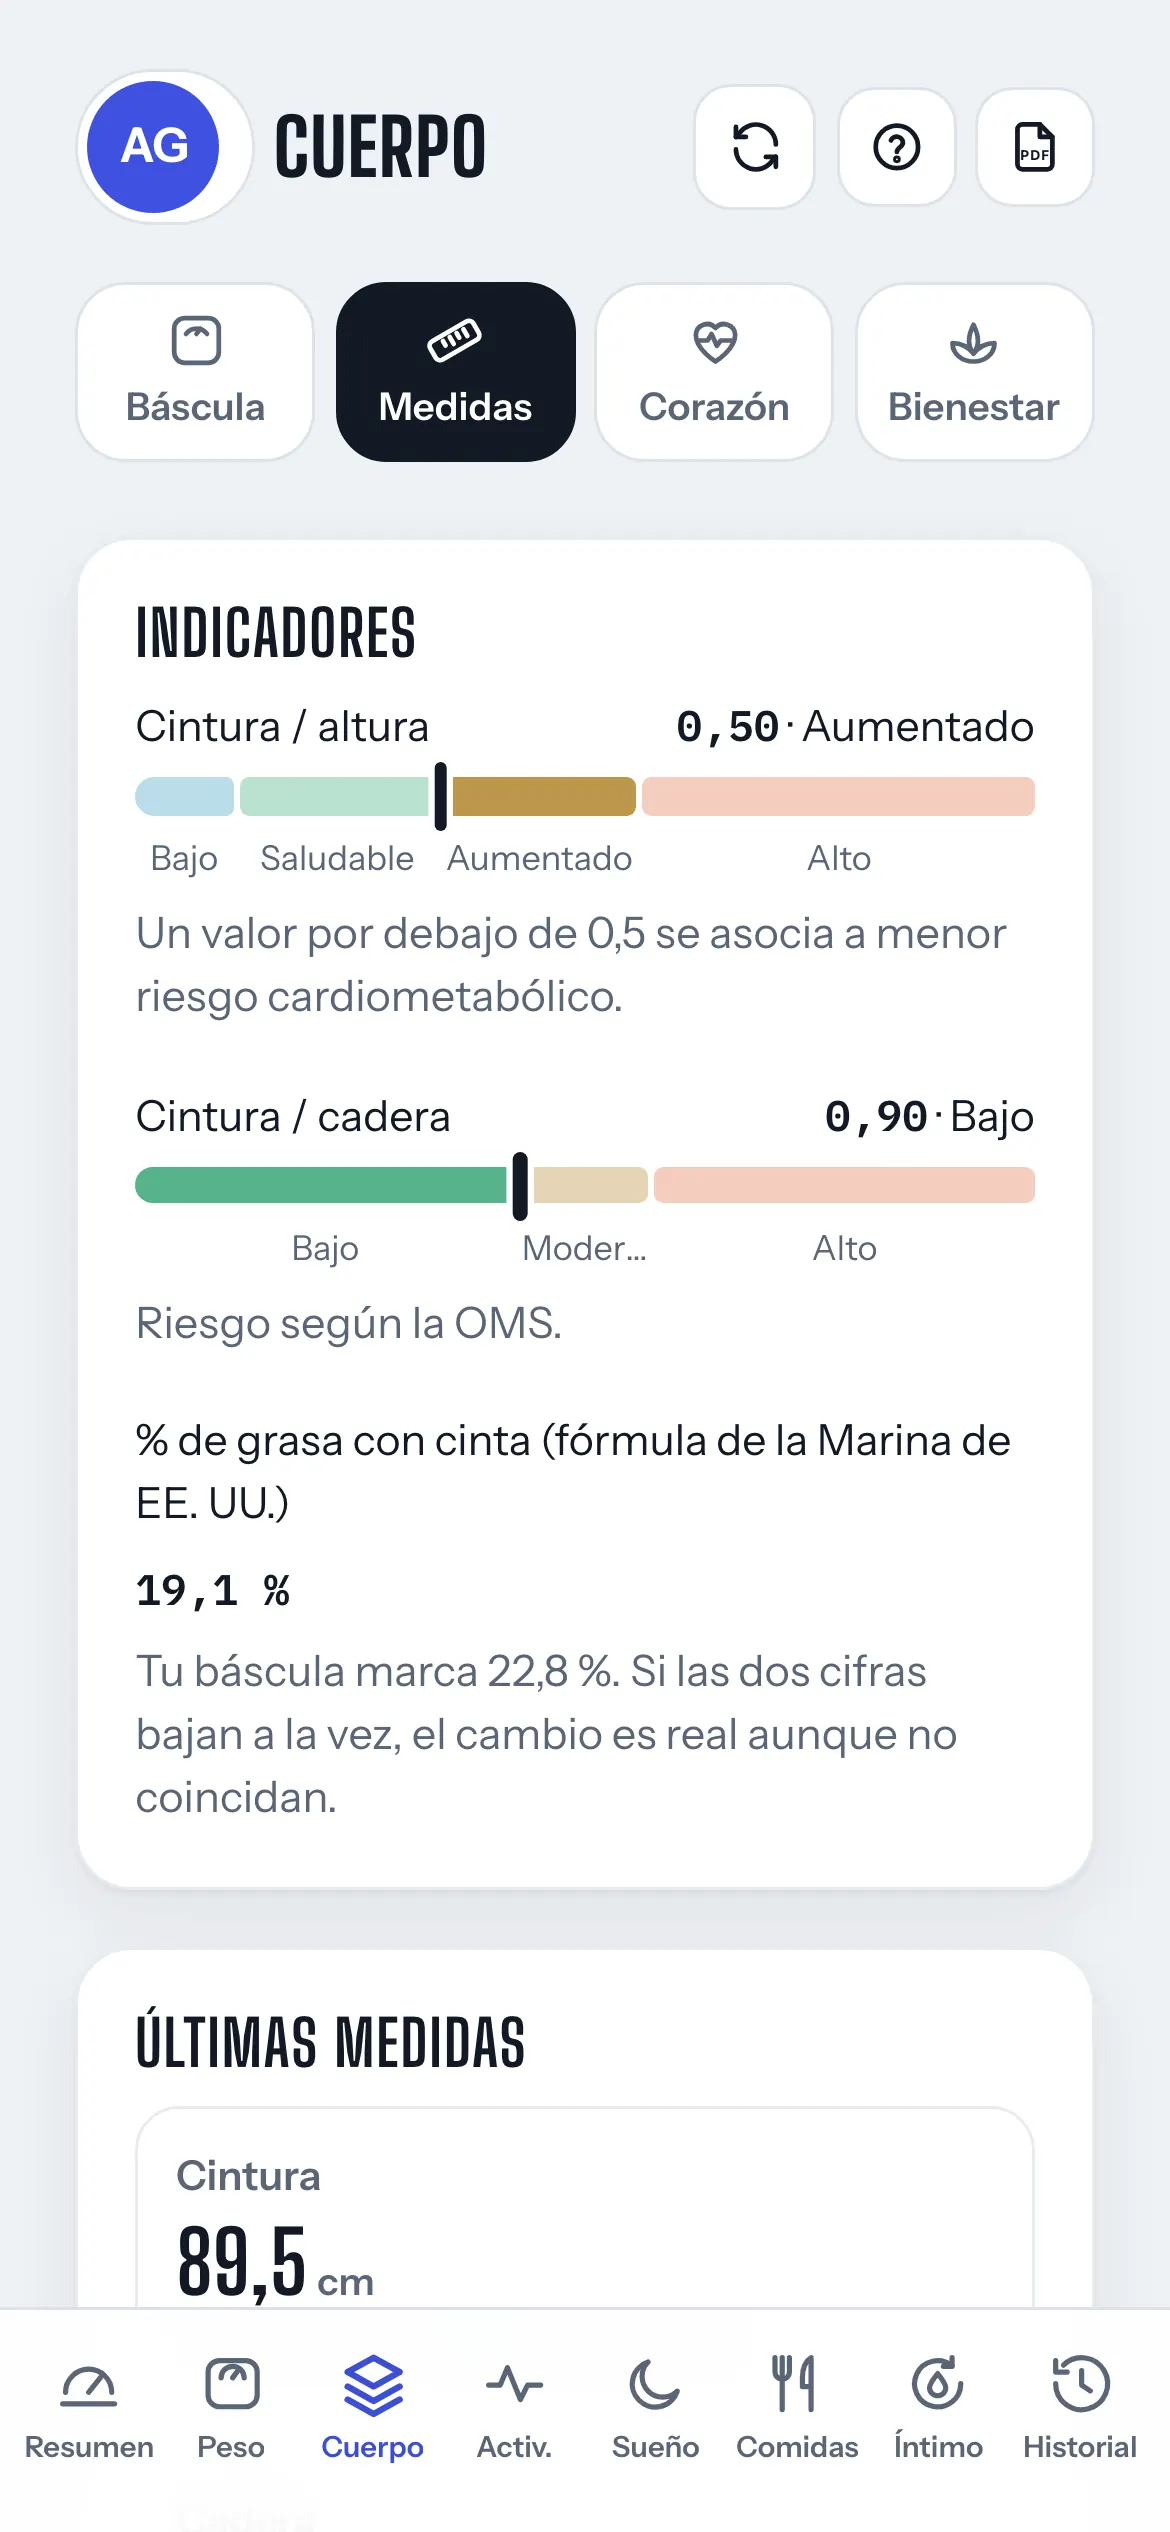 AG
CUERPO
PDF
Báscula
Medidas
Corazón
Bienestar
INDICADORES
Cintura / altura
0,50 · Aumentado
Bajo
Saludable
Aumentado
Alto
Un valor por debajo de 0,5 se asocia a menor
riesgo cardiometabólico.
Cintura / cadera
0,90 · Bajo
Bajo
Moder...
Alto
Riesgo según la OMS.
% de grasa con cinta (fórmula de la Marina de
EE. UU.)
19,1 %
Tu báscula marca 22,8 %. Si las dos cifras
bajan a la vez, el cambio es real aunque no
coincidan.
ÚLTIMAS MEDIDAS
Cintura
89,5 cm
Resumen
Peso
Cuerpo
Activ.
Sueño
Comidas
Íntimo
Historial